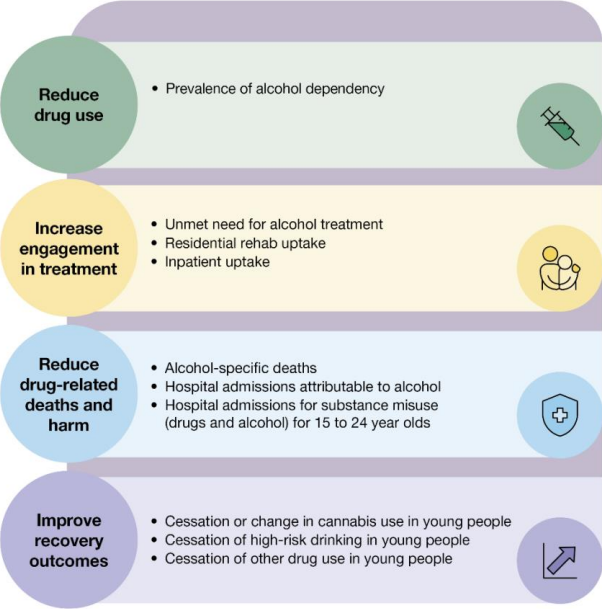 Reduce
drug use
• Prevalence of alcohol dependency
Increase
engagement
in treatment
• Unmet need for alcohol treatment
• Residential rehab uptake
• Inpatient uptake
Reduce
drug-related
deaths and
harm
• Alcohol-specific deaths
• Hospital admissions attributable to alcohol
• Hospital admissions for substance misuse
(drugs and alcohol) for 15 to 24 year olds
Improve
recovery
outcomes
• Cessation or change in cannabis use in young people
• Cessation of high-risk drinking in young people
• Cessation of other drug use in young people